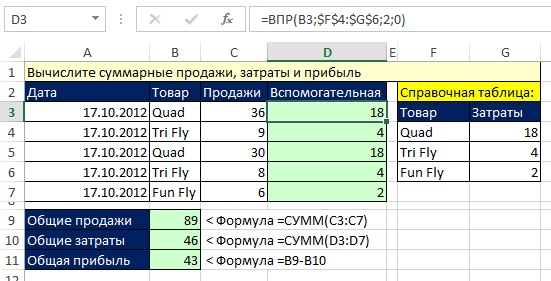 D3 =ВПР(B3;$F$4:$G$6;2;0)
A B C D E F G
1 Вычислите суммарные продажи, затраты и прибыль
2 Дата Товар Продажи Вспомогательная Справочная таблица:
3 17.10.2012 Quad 36 18 Товар Затраты
4 17.10.2012 Tri Fly 9 4 Quad 18
5 17.10.2012 Quad 30 18 Tri Fly 4
6 17.10.2012 Tri Fly 8 4 Fun Fly 2
7 17.10.2012 Fun Fly 6 2
9 Общие продажи 89 < Формула =СУММ(C3:C7)
10 Общие затраты 46 < Формула =СУММ(D3:D7)
11 Общая прибыль 43 < Формула =B9-B10